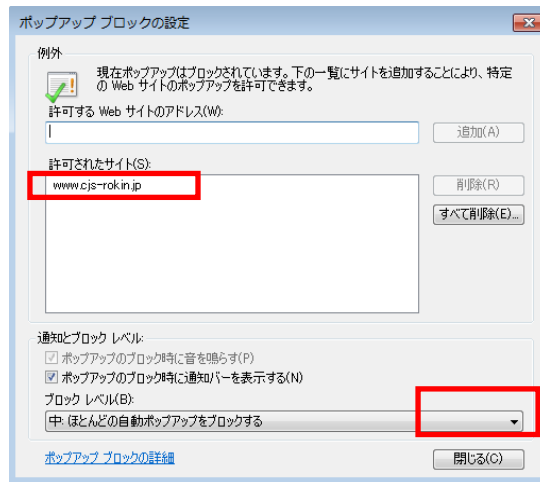 ポップアップ ブロックの設定
例外
現在ポップアップはブロックされています。下の一覧にサイトを追加することにより、特定
の Web サイトのポップアップを許可できます。
許可する Web サイトのアドレス(W):
追加(A)
許可されたサイト(S):
www.cjs-rokin.jp
削除(R)
すべて削除(E)...
通知とブロック レベル:
ポップアップのブロック時に音を鳴らす(P)
ポップアップのブロック時に通知バーを表示する(N)
ブロック レベル(B):
中: ほとんどの自動ポップアップをブロックする
ポップアップ ブロックの詳細
閉じる(C)